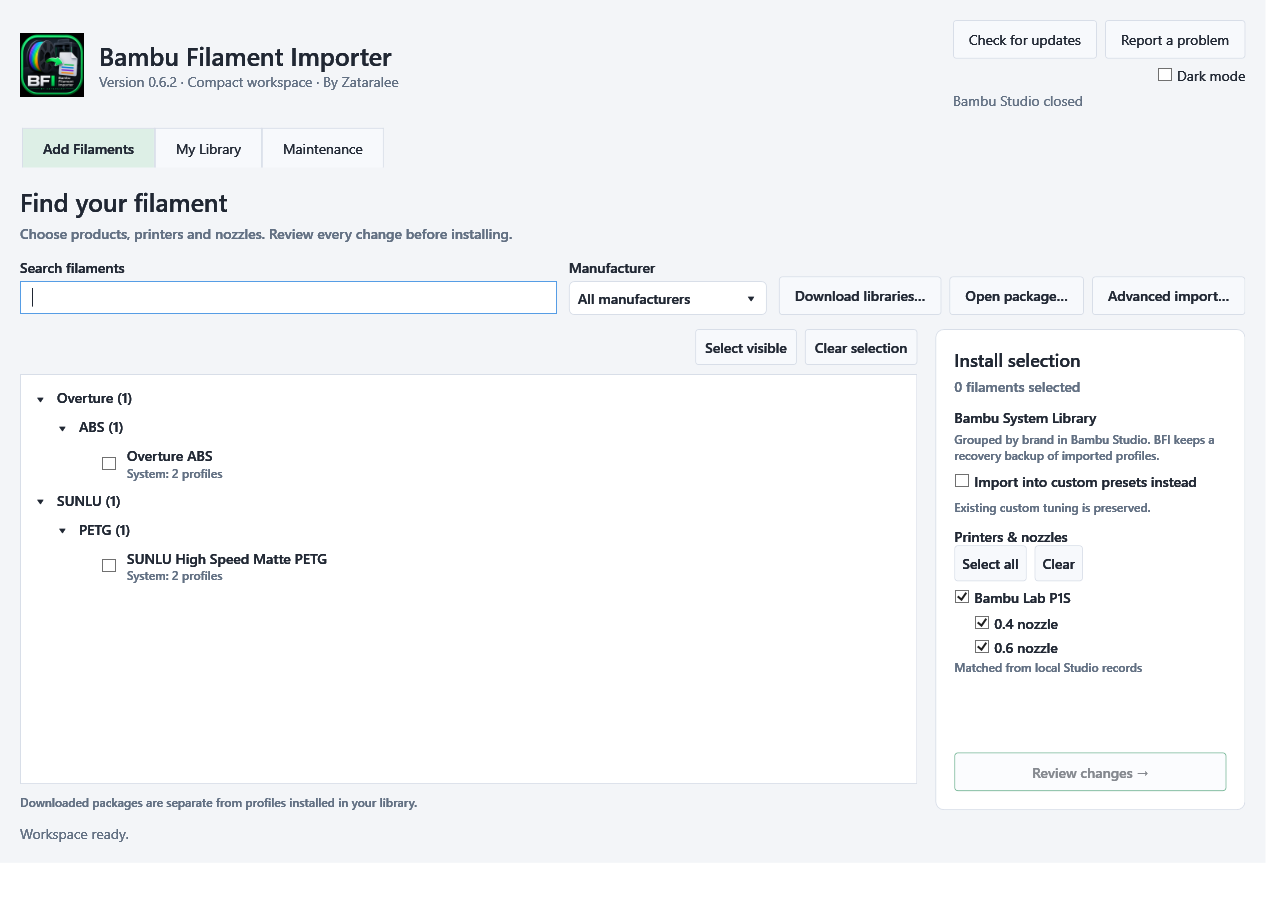 BFI
Bambu Filament Importer
Version 0.6.2 · Compact workspace · By Zataralee
Check for updates
Report a problem
Dark mode
Bambu Studio closed
Add Filaments
My Library
Maintenance
Find your filament
Choose products, printers and nozzles. Review every change before installing.
Search filaments
Manufacturer
All manufacturers
Download libraries...
Open package...
Advanced import...
Select visible
Clear selection
Overture (1)
ABS (1)
Overture ABS
System: 2 profiles
SUNLU (1)
PETG (1)
SUNLU High Speed Matte PETG
System: 2 profiles
Install selection
0 filaments selected
Bambu System Library
Grouped by brand in Bambu Studio. BFI keeps a
recovery backup of imported profiles.
Import into custom presets instead
Existing custom tuning is preserved.
Printers & nozzles
Select all
Clear
Bambu Lab P1S
0.4 nozzle
0.6 nozzle
Matched from local Studio records
Review changes →
Downloaded packages are separate from profiles installed in your library.
Workspace ready.